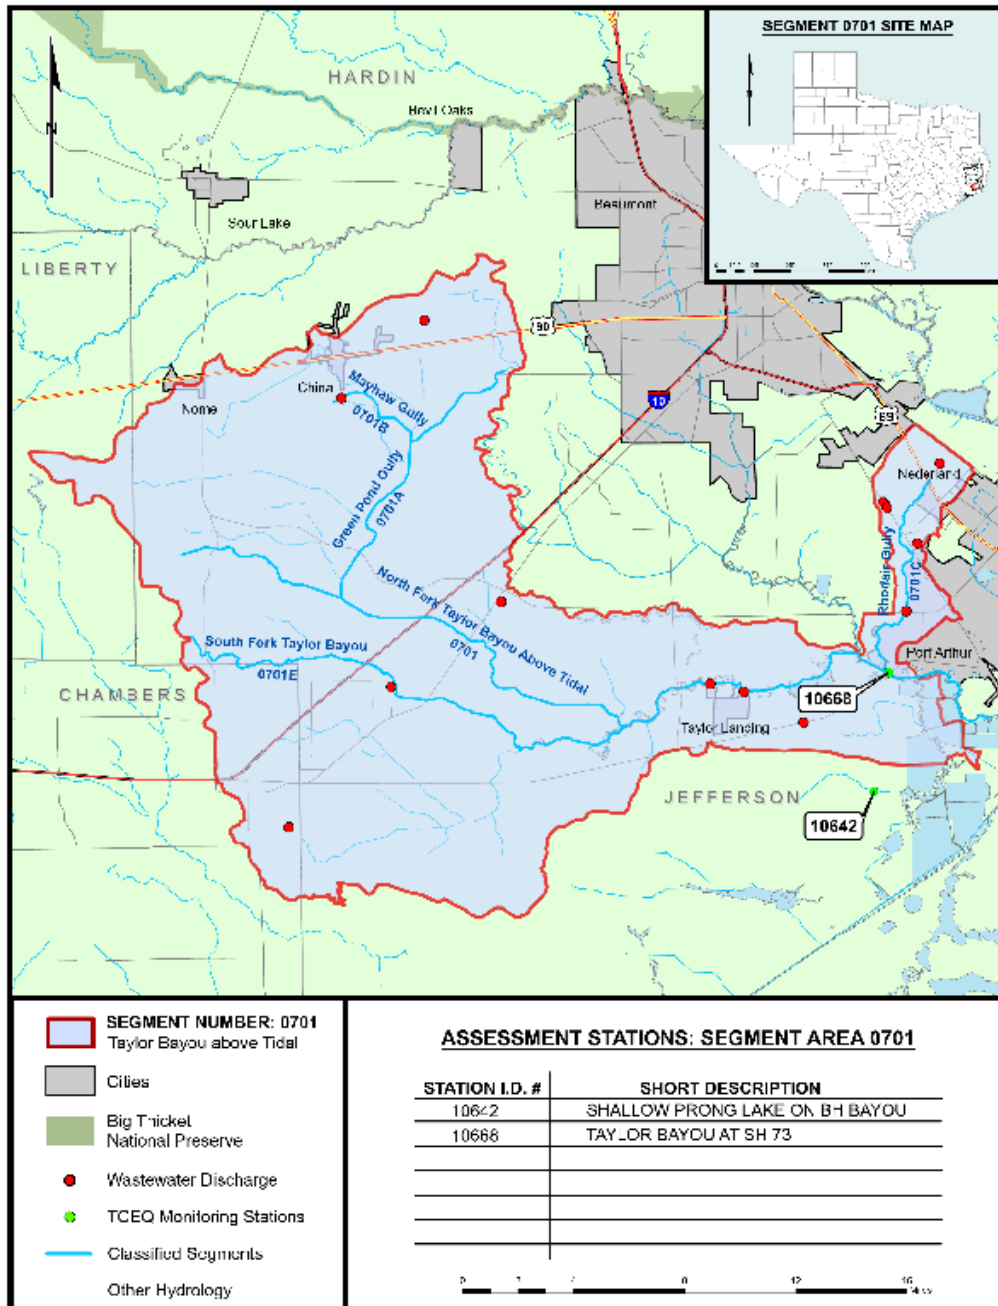 SEGMENT 0701 SITE MAP
N
HARDIN
Bevil Oaks
Beaumont
Sour Lake
LIBERTY
90
China
Mayhaw Gully
0701B
Nome
10
69
Nederland
Green Pond Gully
0701A
Rhodair Gully
0701C
North Fork Taylor Bayou Above Tidal
0701
South Fork Taylor Bayou
0701E
Port Arthur
CHAMBERS
10668
Taylor Landing
JEFFERSON
10642
SEGMENT NUMBER: 0701
Taylor Bayou above Tidal
Cities
Big Thicket
National Preserve
Wastewater Discharge
TCEQ Monitoring Stations
Classified Segments
Other Hydrology
ASSESSMENT STATIONS: SEGMENT AREA 0701
STATION I.D. # SHORT DESCRIPTION
10642 SHALLOW PRONG LAKE ON BH BAYOU
10668 TAYLOR BAYOU AT SH 73
0 4 8 12 16
Miles